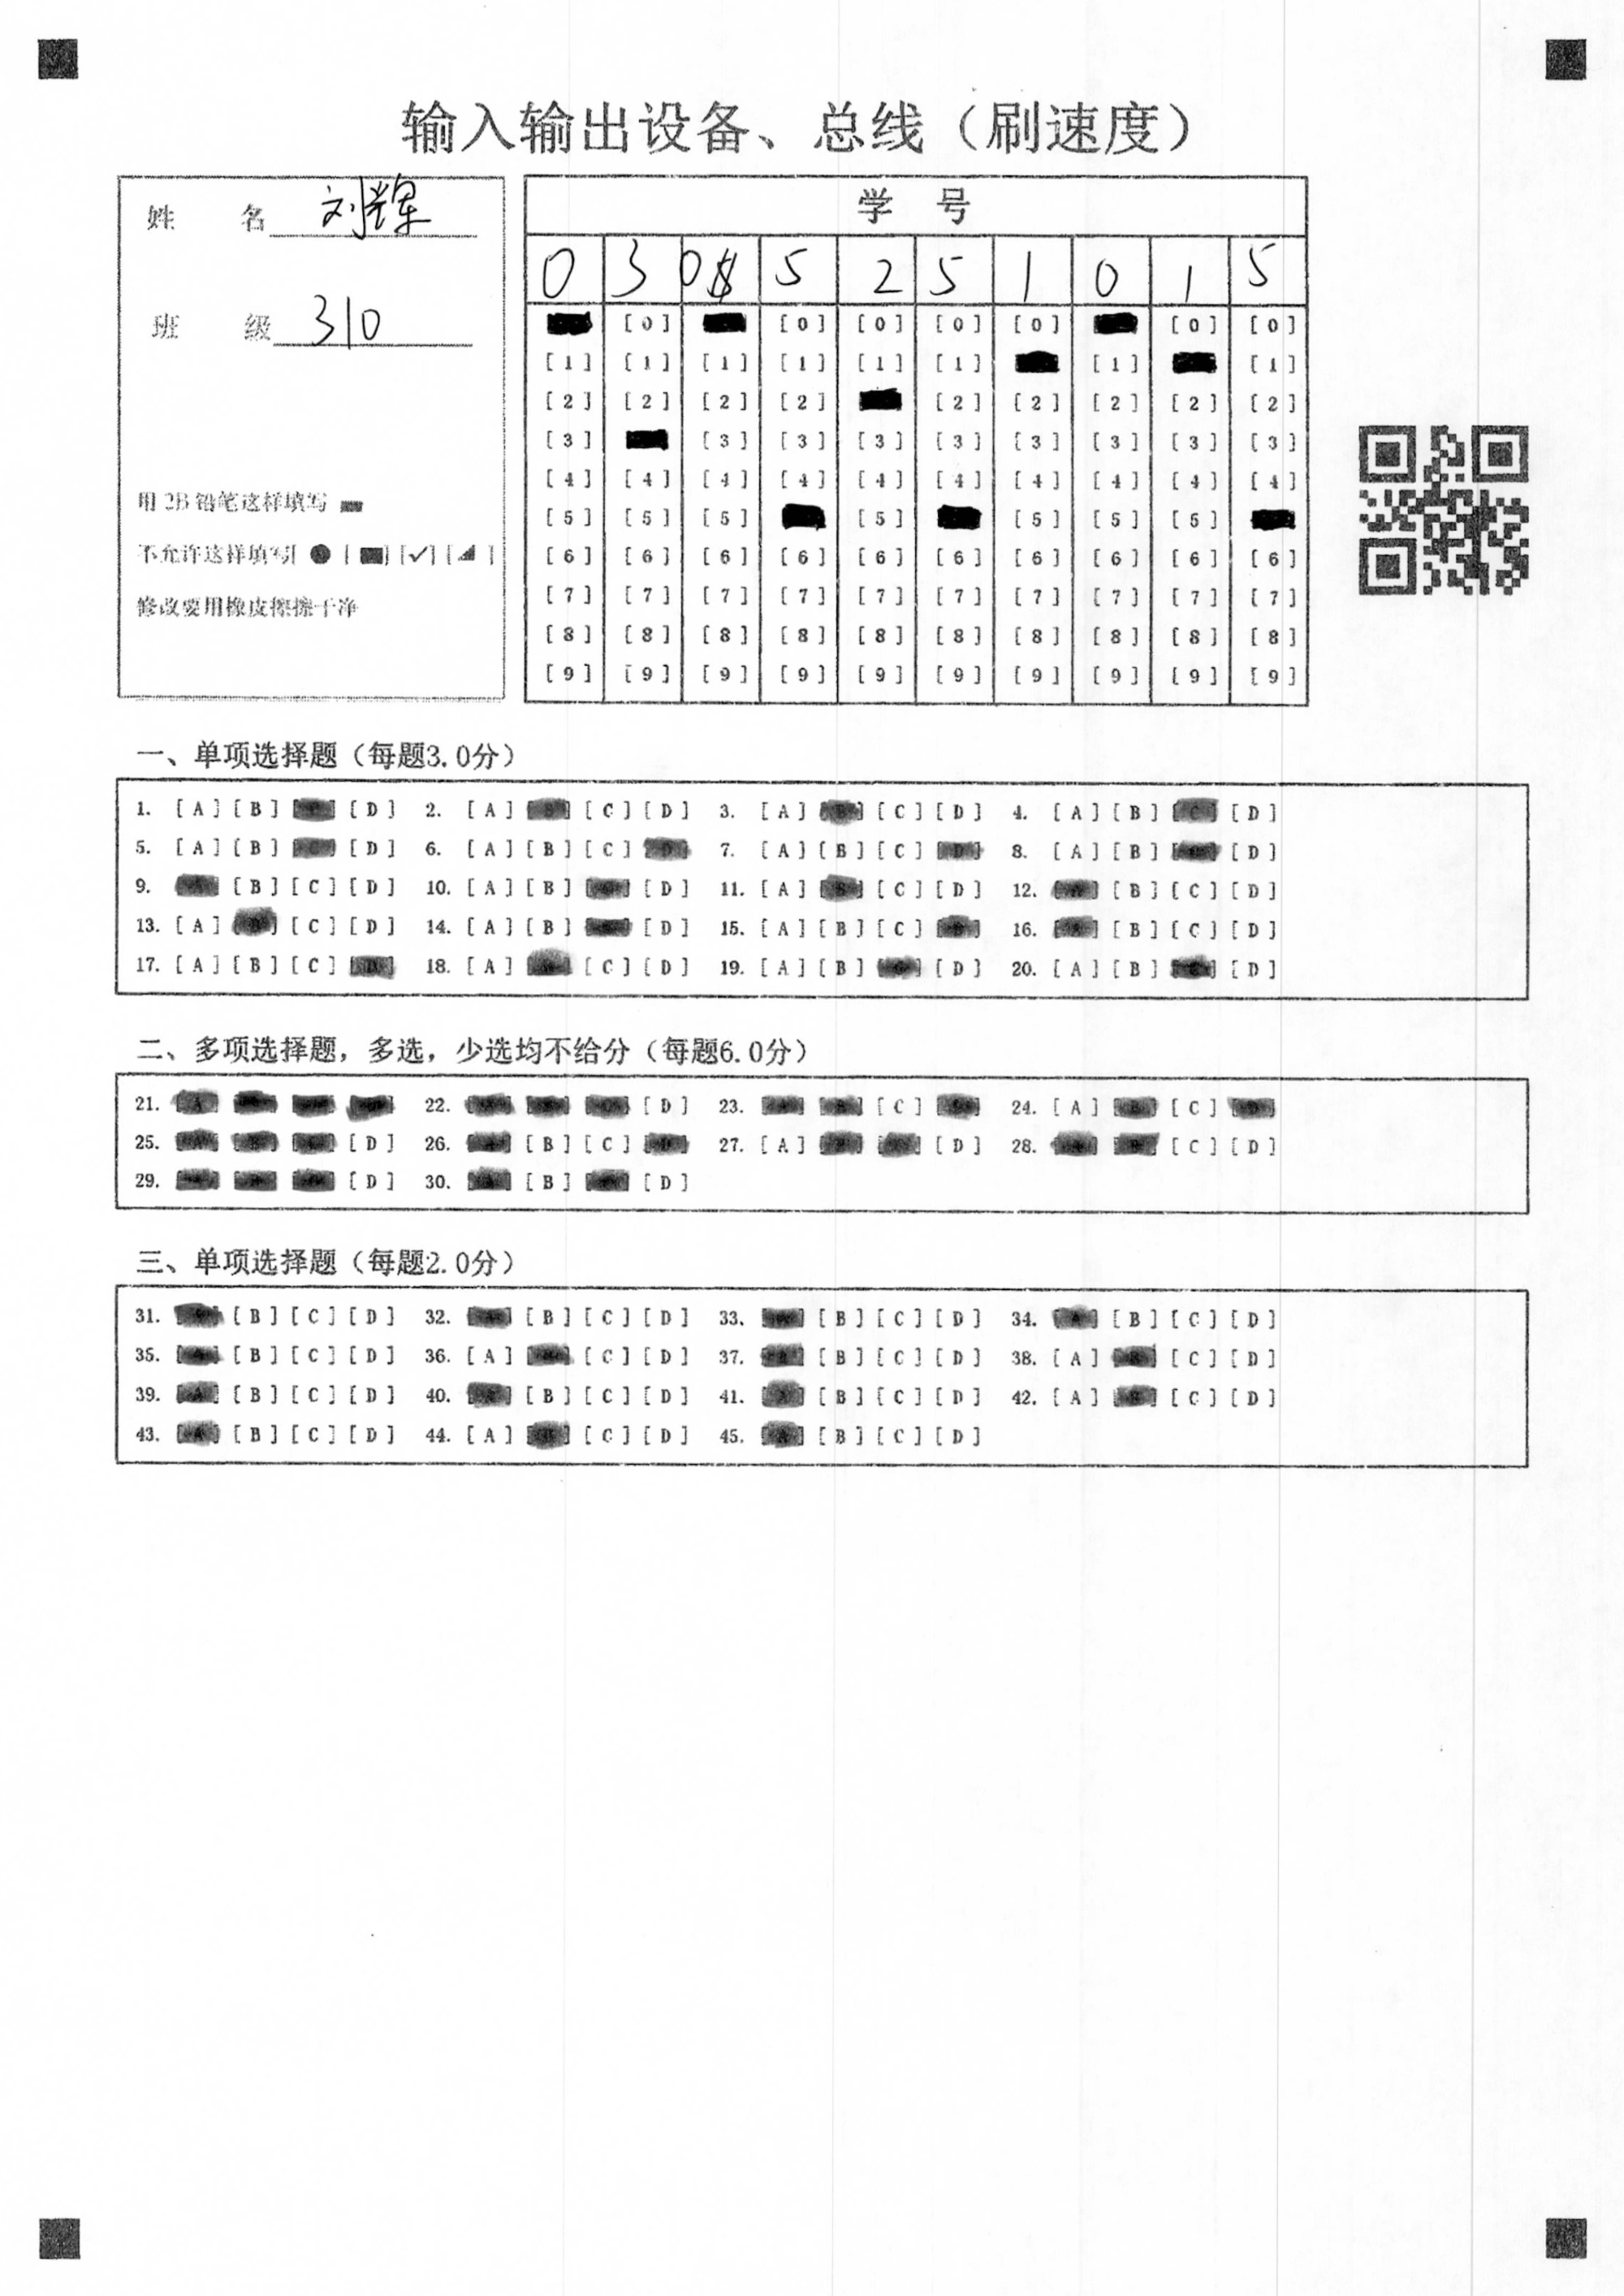 输入输出设备、总线（刷速度）
姓 名 刘辉
班 级 310
用 2B 铅笔这样填写
不允许这样填写[ ● [ ■ ] [✓] [ ◢ ]
修改要用橡皮擦擦干净
学 号
0 3 0 5 2 5 1 0 1 5
[0] [0] [0] [0] [0] [0] [0]
[1] [1] [1] [1] [1] [1] [1] [1]
[2] [2] [2] [2] [2] [2] [2] [2] [2]
[3] [3] [3] [3] [3] [3] [3] [3] [3]
[4] [4] [4] [4] [4] [4] [4] [4] [4] [4]
[5] [5] [5] [5] [5] [5] [5]
[6] [6] [6] [6] [6] [6] [6] [6] [6] [6]
[7] [7] [7] [7] [7] [7] [7] [7] [7] [7]
[8] [8] [8] [8] [8] [8] [8] [8] [8] [8]
[9] [9] [9] [9] [9] [9] [9] [9] [9] [9]
一、单项选择题（每题3.0分）
1. [A] [B] [D] 2. [A] [C] [D] 3. [A] [C] [D] 4. [A] [B] [D]
5. [A] [B] [D] 6. [A] [B] [C] 7. [A] [B] [C] 8. [A] [B] [D]
9. [B] [C] [D] 10. [A] [B] [D] 11. [A] [C] [D] 12. [B] [C] [D]
13. [A] [C] [D] 14. [A] [B] [D] 15. [A] [B] [C] 16. [B] [C] [D]
17. [A] [B] [C] 18. [A] [C] [D] 19. [A] [B] [D] 20. [A] [B] [D]
二、多项选择题，多选，少选均不给分（每题6.0分）
21. 22. [D] 23. [C] 24. [A] [C]
25. [D] 26. [B] [C] 27. [A] [D] 28. [C] [D]
29. [D] 30. [B] [D]
三、单项选择题（每题2.0分）
31. [B] [C] [D] 32. [B] [C] [D] 33. [B] [C] [D] 34. [B] [C] [D]
35. [B] [C] [D] 36. [A] [C] [D] 37. [B] [C] [D] 38. [A] [C] [D]
39. [B] [C] [D] 40. [B] [C] [D] 41. [B] [C] [D] 42. [A] [C] [D]
43. [B] [C] [D] 44. [A] [C] [D] 45. [B] [C] [D]